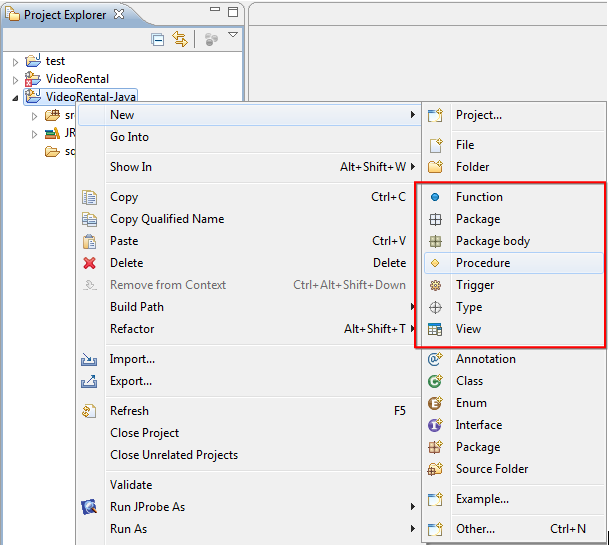 Project Explorer
test
VideoRental
VideoRental-Java
sr
JR
New
Go Into
Show In Alt+Shift+W
Copy Ctrl+C
Copy Qualified Name
Paste Ctrl+V
Delete Delete
Remove from Context Ctrl+Alt+Shift+Down
Build Path
Refactor Alt+Shift+T
Import...
Export...
Refresh F5
Close Project
Close Unrelated Projects
Validate
Run JProbe As
Run As
Project...
File
Folder
Function
Package
Package body
Procedure
Trigger
Type
View
Annotation
Class
Enum
Interface
Package
Source Folder
Example...
Other... Ctrl+N